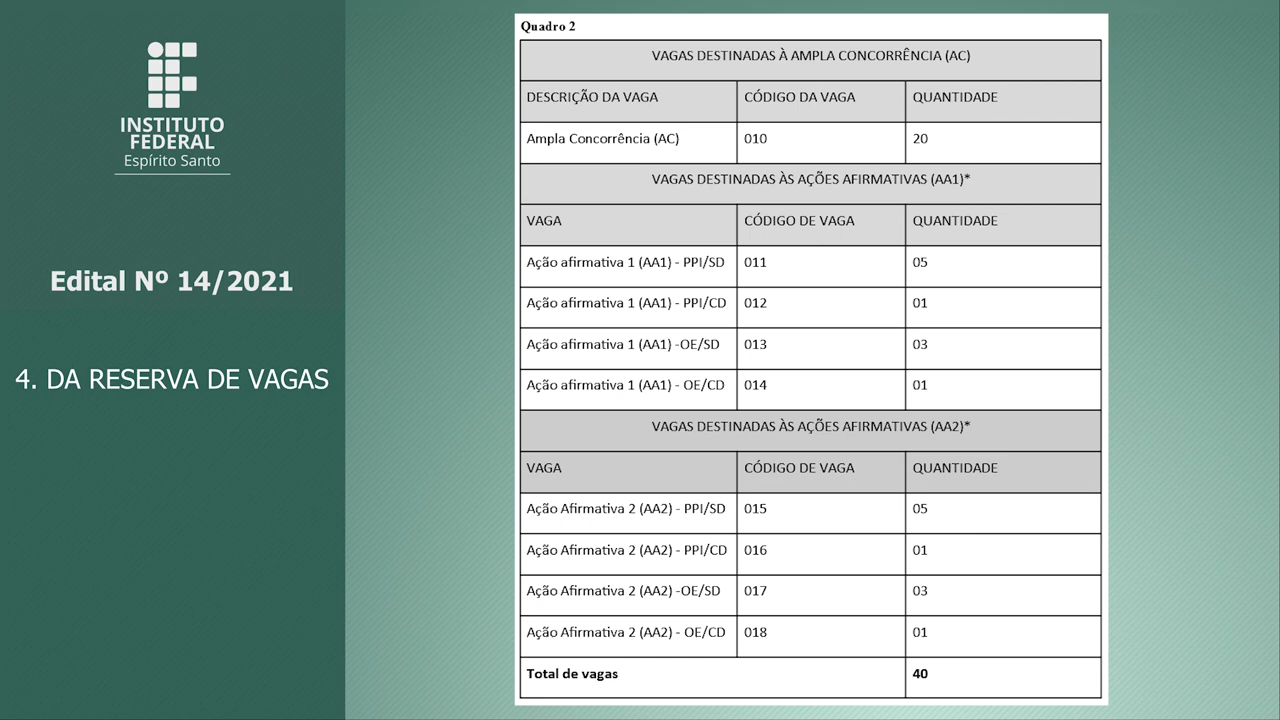 INSTITUTO
FEDERAL
Espírito Santo
Edital Nº 14/2021
4. DA RESERVA DE VAGAS
Quadro 2
VAGAS DESTINADAS À AMPLA CONCORRÊNCIA (AC)
DESCRIÇÃO DA VAGA CÓDIGO DA VAGA QUANTIDADE
Ampla Concorrência (AC) 010 20
VAGAS DESTINADAS ÀS AÇÕES AFIRMATIVAS (AA1)*
VAGA CÓDIGO DE VAGA QUANTIDADE
Ação afirmativa 1 (AA1) - PPI/SD 011 05
Ação afirmativa 1 (AA1) - PPI/CD 012 01
Ação afirmativa 1 (AA1) -OE/SD 013 03
Ação afirmativa 1 (AA1) - OE/CD 014 01
VAGAS DESTINADAS ÀS AÇÕES AFIRMATIVAS (AA2)*
VAGA CÓDIGO DE VAGA QUANTIDADE
Ação Afirmativa 2 (AA2) - PPI/SD 015 05
Ação Afirmativa 2 (AA2) - PPI/CD 016 01
Ação Afirmativa 2 (AA2) -OE/SD 017 03
Ação Afirmativa 2 (AA2) - OE/CD 018 01
Total de vagas 40